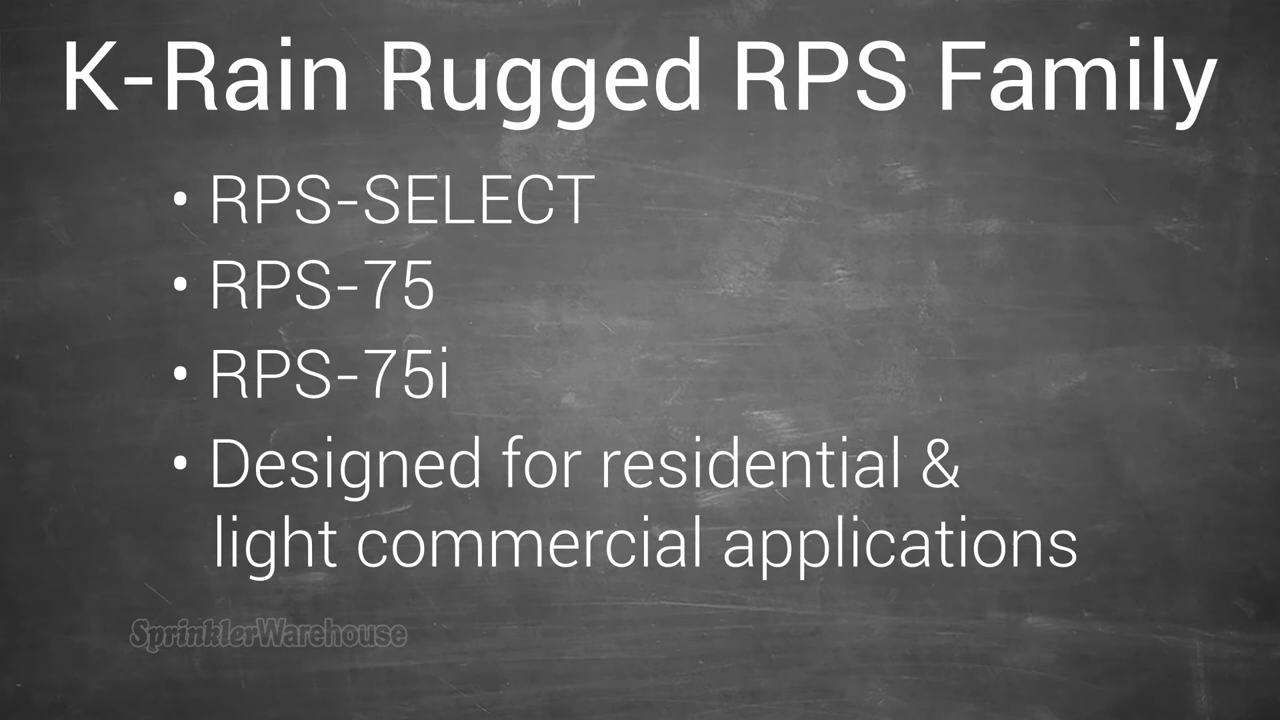 K-Rain Rugged RPS Family
• RPS-SELECT
• RPS-75
• RPS-75i
• Designed for residential &
light commercial applications
SprinklerWarehouse